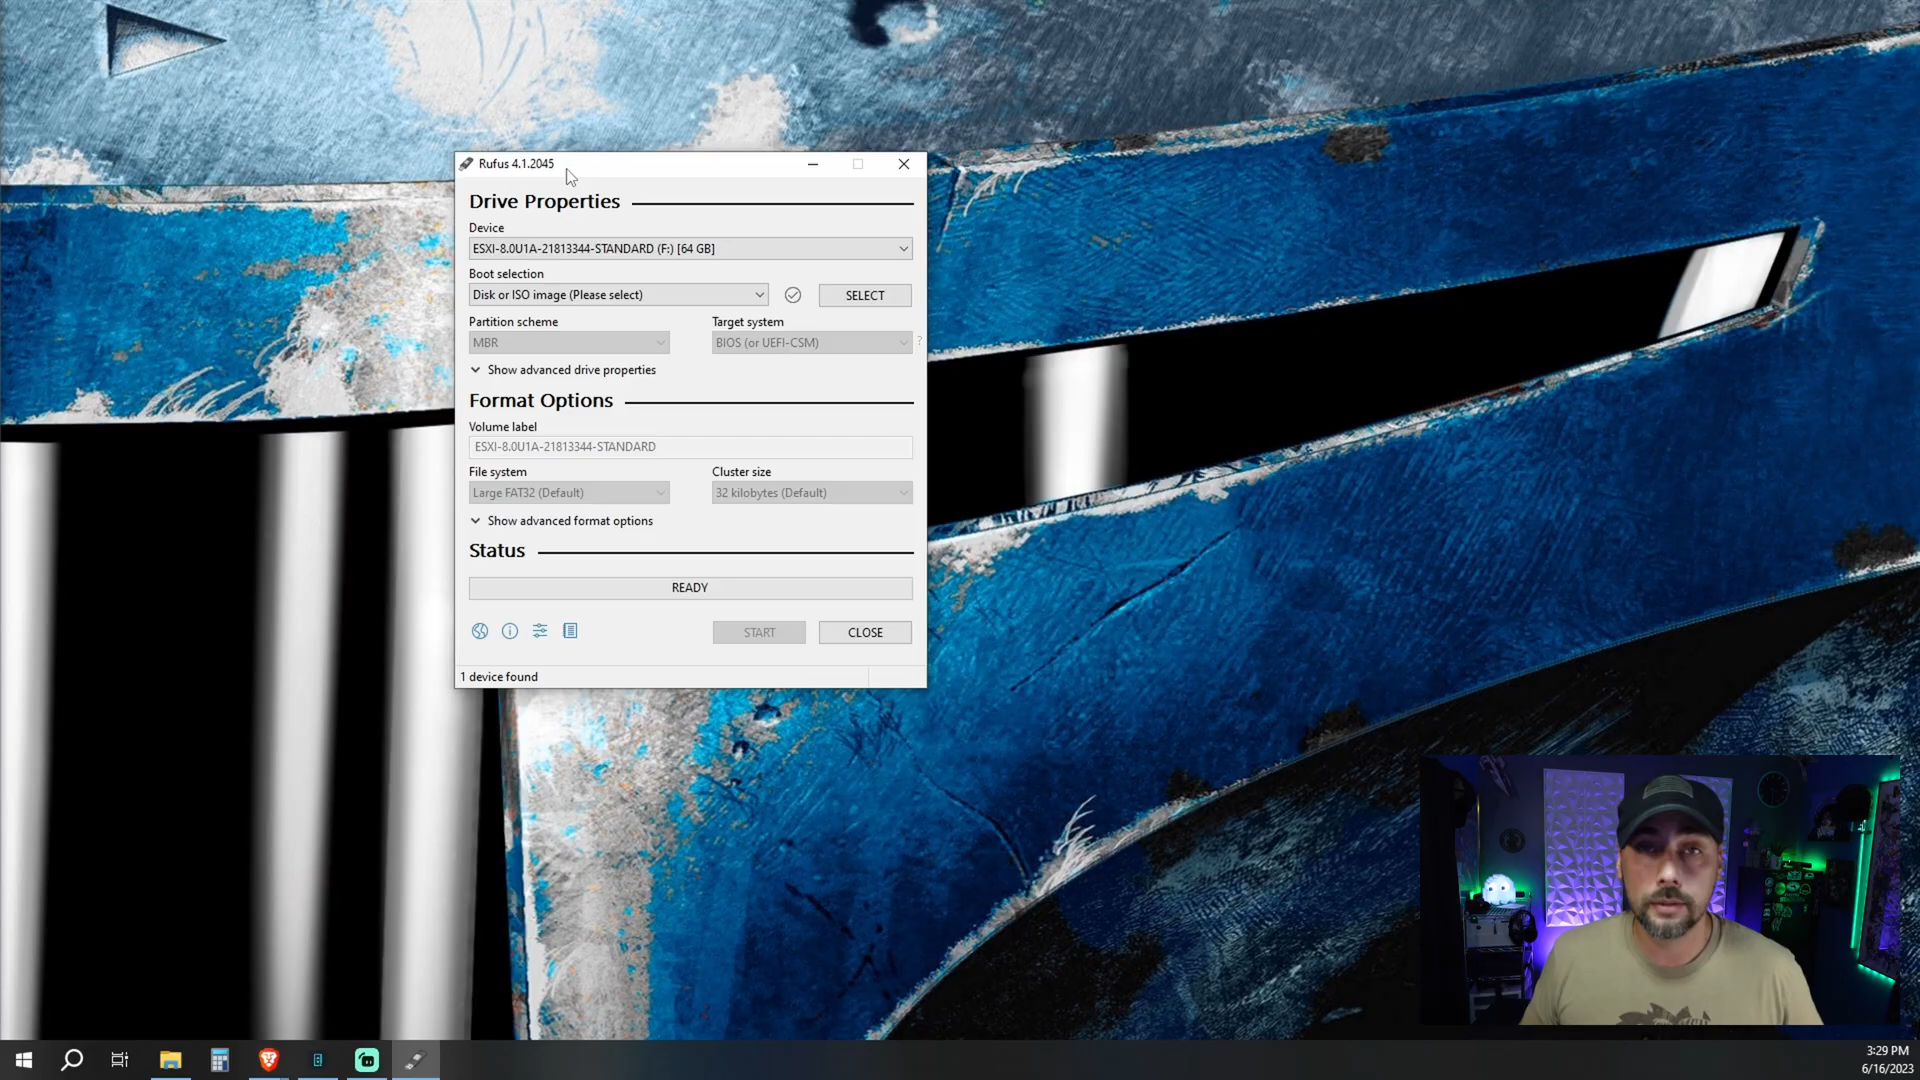 Rufus 4.1.2045
Drive Properties
Device
ESXI-8.0U1A-21813344-STANDARD (F:) [64 GB]
Boot selection
Disk or ISO image (Please select)
SELECT
Partition scheme
Target system
MBR
BIOS (or UEFI-CSM)
?
Show advanced drive properties
Format Options
Volume label
ESXI-8.0U1A-21813344-STANDARD
File system
Cluster size
Large FAT32 (Default)
32 kilobytes (Default)
Show advanced format options
Status
READY
START
CLOSE
1 device found
3:29 PM
6/16/2023